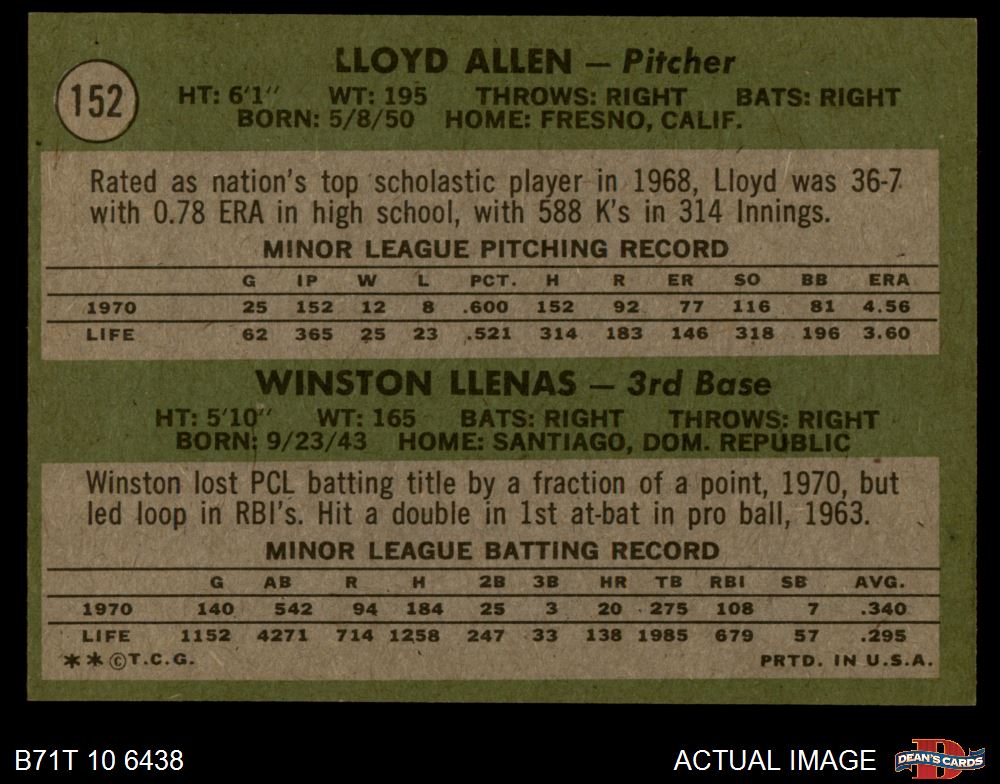 LLOYD ALLEN — Pitcher
152
HT: 6'1" WT: 195 THROWS: RIGHT BATS: RIGHT
BORN: 5/8/50 HOME: FRESNO, CALIF.
Rated as nation's top scholastic player in 1968, Lloyd was 36-7
with 0.78 ERA in high school, with 588 K's in 314 Innings.
MINOR LEAGUE PITCHING RECORD
G IP W L PCT. H R ER SO BB ERA
1970 25 152 12 8 .600 152 92 77 116 81 4.56
LIFE 62 365 25 23 .521 314 183 146 318 196 3.60
WINSTON LLENAS — 3rd Base
HT: 5'10" WT: 165 BATS: RIGHT THROWS: RIGHT
BORN: 9/23/43 HOME: SANTIAGO, DOM. REPUBLIC
Winston lost PCL batting title by a fraction of a point, 1970, but
led loop in RBI's. Hit a double in 1st at-bat in pro ball, 1963.
MINOR LEAGUE BATTING RECORD
G AB R H 2B 3B HR TB RBI SB AVG.
1970 140 542 94 184 25 3 20 275 108 7 .340
LIFE 1152 4271 714 1258 247 33 138 1985 679 57 .295
**©T.C.G. PRTD. IN U.S.A.
B71T 10 6438 ACTUAL IMAGE D DEAN'S CARDS